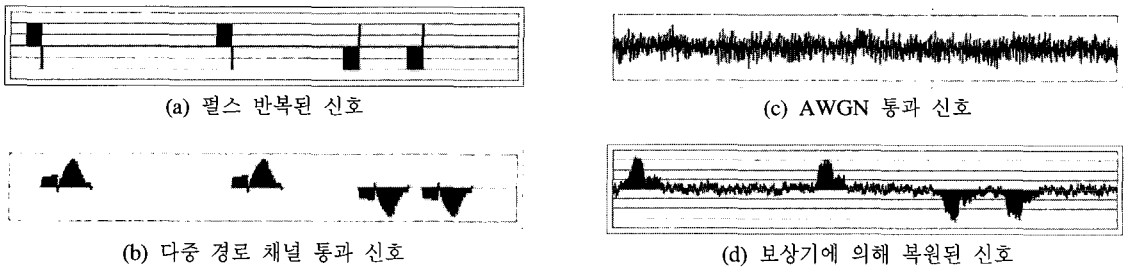 (a) 펄스 반복된 신호
(b) 다중 경로 채널 통과 신호
(c) AWGN 통과 신호
(d) 보상기에 의해 복원된 신호